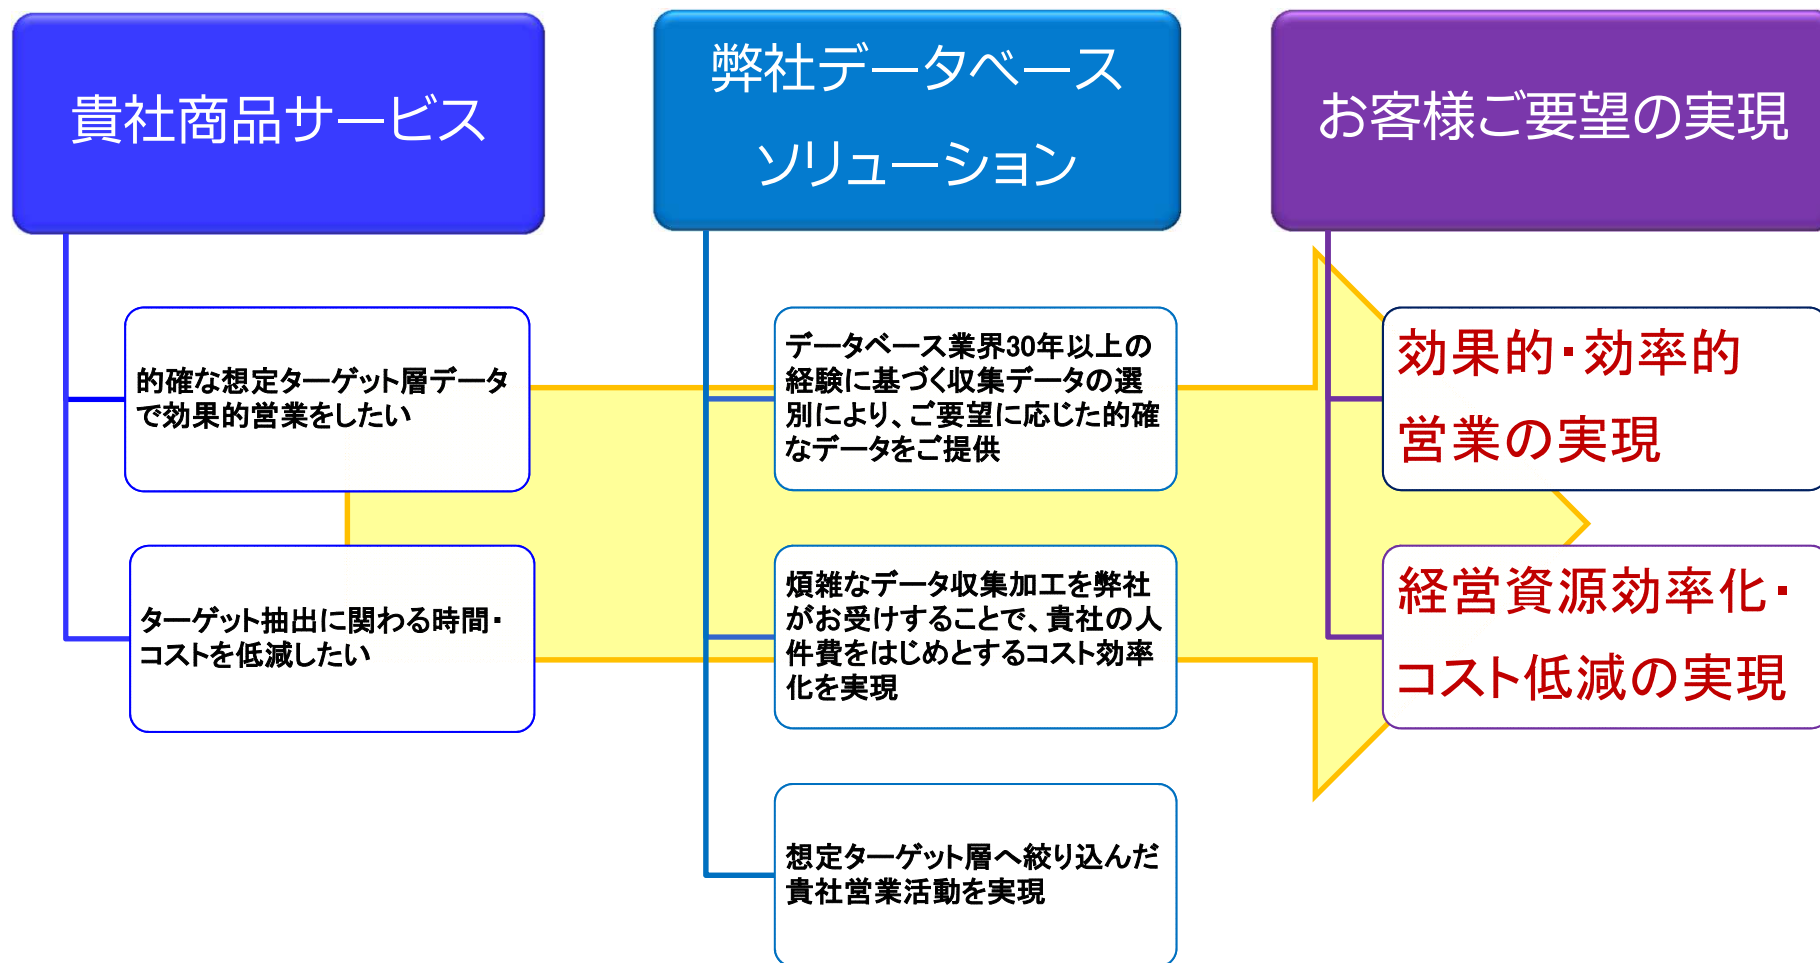 貴社商品サービス
的確な想定ターゲット層データ
で効果的営業をしたい
ターゲット抽出に関わる時間・
コストを低減したい
弊社データベース
ソリューション
データベース業界30年以上の
経験に基づく収集データの選
別により、ご要望に応じた的確
なデータをご提供
煩雑なデータ収集加工を弊社
がお受けすることで、貴社の人
件費をはじめとするコスト効率
化を実現
想定ターゲット層へ絞り込んだ
貴社営業活動を実現
お客様ご要望の実現
効果的・効率的
営業の実現
経営資源効率化・
コスト低減の実現